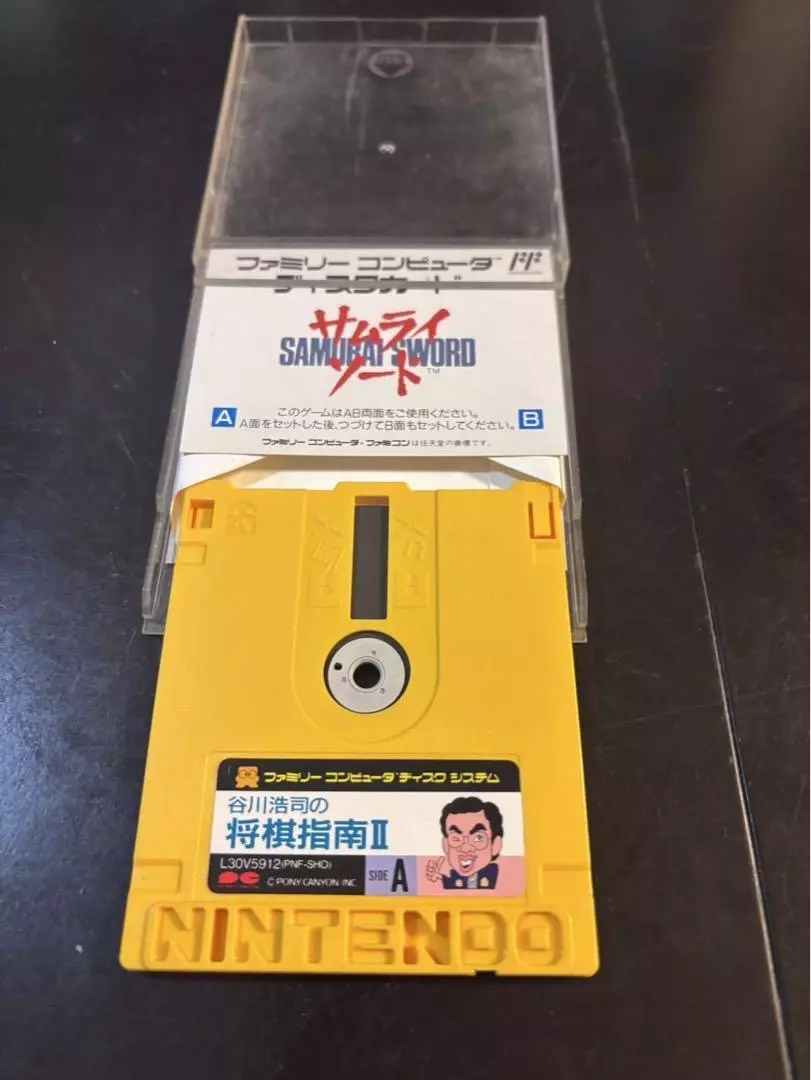 ファミリー コンピュータ™
ディスクカード
サムライ
SAMURAI SWORD
ソード™
A
このゲームはAB両面をご使用ください。
A面をセットした後、つづけてB面もセットしてください。
B
ファミリー コンピュータ・ファミコンは任天堂の商標です。
ファミリー コンピュータ™ディスク システム
谷川浩司の
将棋指南II
L30V5912(PNF-SHO)
C PONY CANYON INC.
SIDE A
NINTENDO